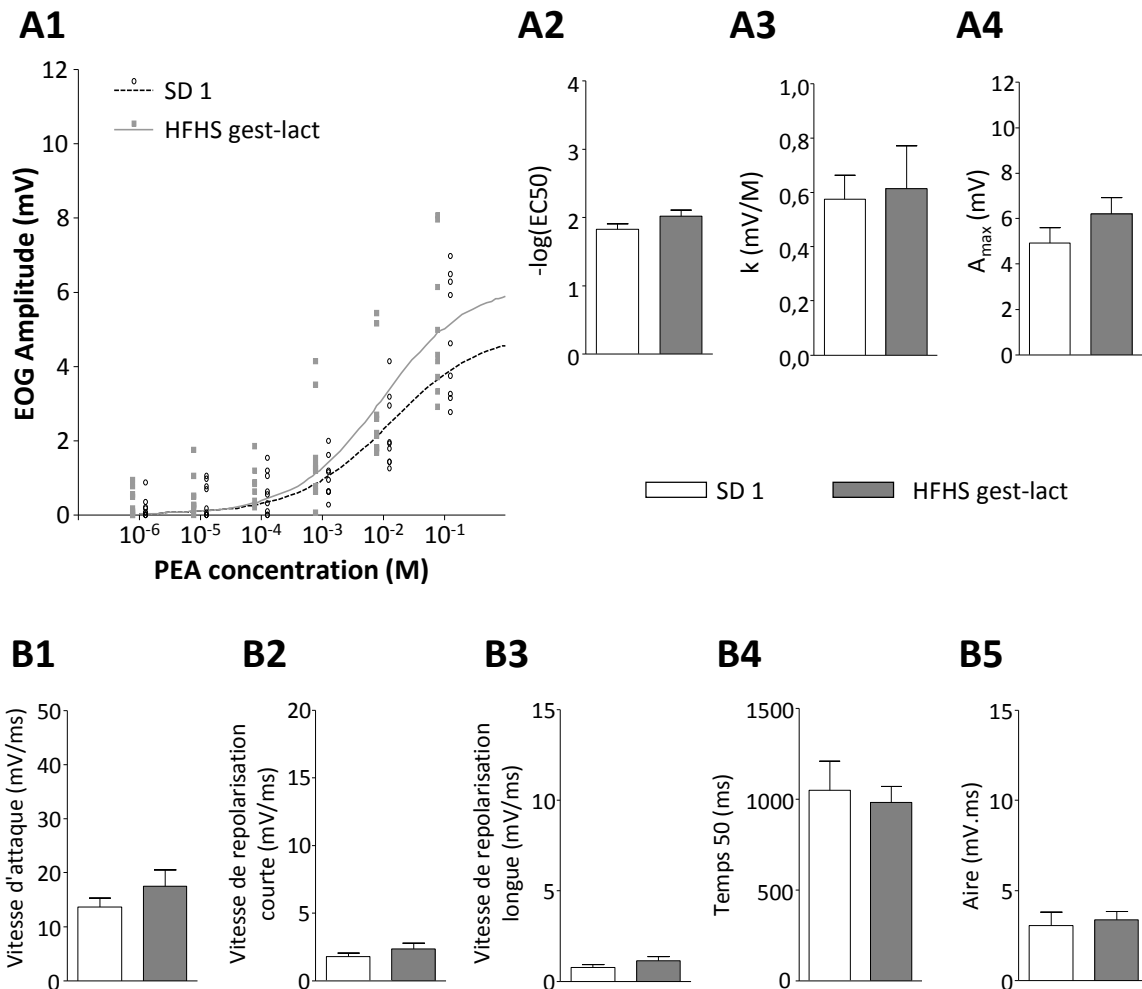 A1
A2
A3
A4
12
10
8
6
4
2
0
EOG Amplitude (mV)
SD 1
HFHS gest-lact
10-6
10-5
10-4
10-3
10-2
10-1
PEA concentration (M)
4
3
2
1
0
-log(EC50)
1,0
0,8
0,6
0,4
0,2
0,0
k (mV/M)
12
10
8
6
4
2
0
Amax (mV)
SD 1
HFHS gest-lact
B1
B2
B3
B4
B5
50
40
30
20
10
0
Vitesse d'attaque (mV/ms)
20
15
10
5
0
Vitesse de repolarisation
courte (mV/ms)
15
10
5
0
Vitesse de repolarisation
longue (mV/ms)
1500
1000
500
0
Temps 50 (ms)
15
10
5
0
Aire (mV.ms)